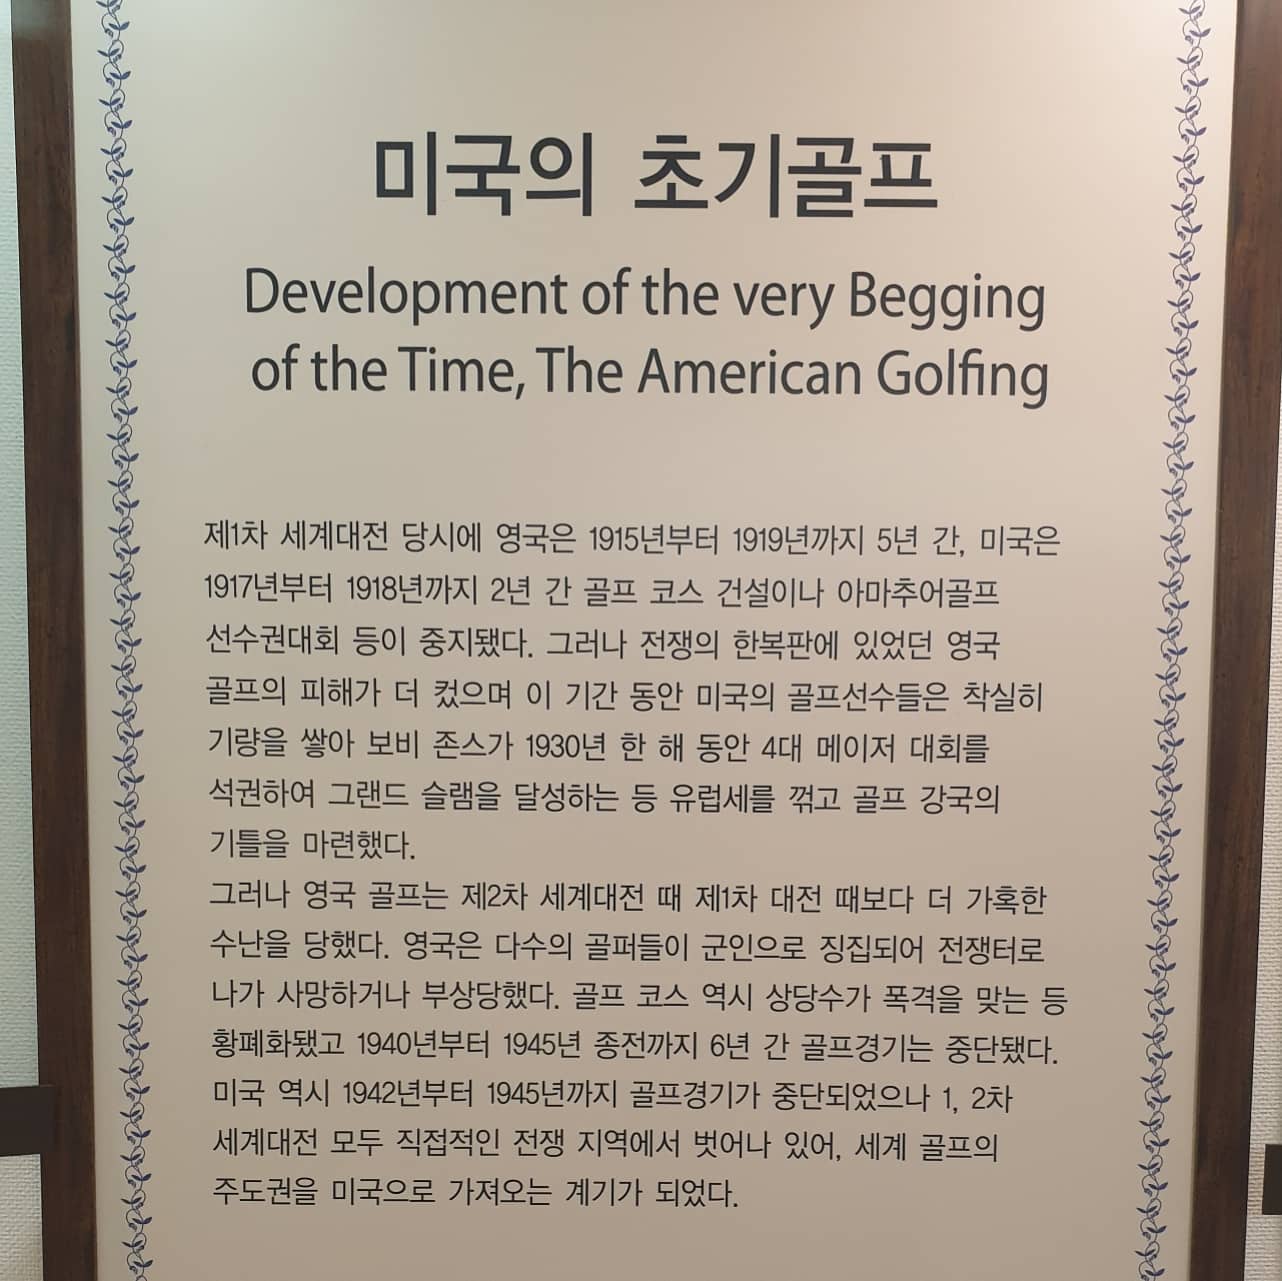 미국의 초기골프
Development of the very Begging
of the Time, The American Golfing
제1차 세계대전 당시에 영국은 1915년부터 1919년까지 5년 간, 미국은
1917년부터 1918년까지 2년 간 골프 코스 건설이나 아마추어골프
선수권대회 등이 중지됐다. 그러나 전쟁의 한복판에 있었던 영국
골프의 피해가 더 컸으며 이 기간 동안 미국의 골프선수들은 착실히
기량을 쌓아 보비 존스가 1930년 한 해 동안 4대 메이저 대회를
석권하여 그랜드 슬램을 달성하는 등 유럽세를 꺾고 골프 강국의
기틀을 마련했다.
그러나 영국 골프는 제2차 세계대전 때 제1차 대전 때보다 더 가혹한
수난을 당했다. 영국은 다수의 골퍼들이 군인으로 징집되어 전쟁터로
나가 사망하거나 부상당했다. 골프 코스 역시 상당수가 폭격을 맞는 등
황폐화됐고 1940년부터 1945년 종전까지 6년 간 골프경기는 중단됐다.
미국 역시 1942년부터 1945년까지 골프경기가 중단되었으나 1, 2차
세계대전 모두 직접적인 전쟁 지역에서 벗어나 있어, 세계 골프의
주도권을 미국으로 가져오는 계기가 되었다.